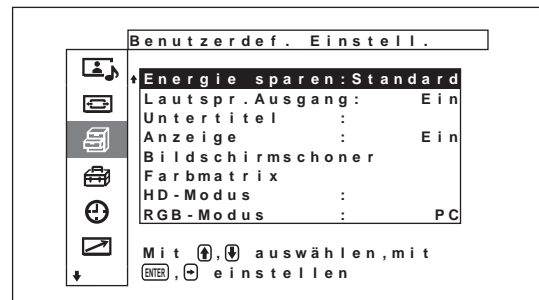 Benutzerdef. Einstell.
Energie sparen:Standard
Lautspr.Ausgang: Ein
Untertitel :
Anzeige : Ein
Bildschirmschoner
Farbmatrix
HD-Modus :
RGB-Modus : PC
Mit ↑,↓ auswählen,mit
ENTER,→ einstellen